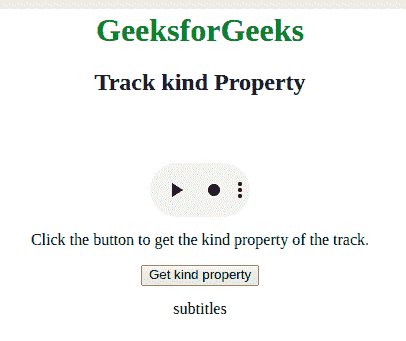 GeeksforGeeks
Track kind Property
Click the button to get the kind property of the track.
Get kind property
subtitles